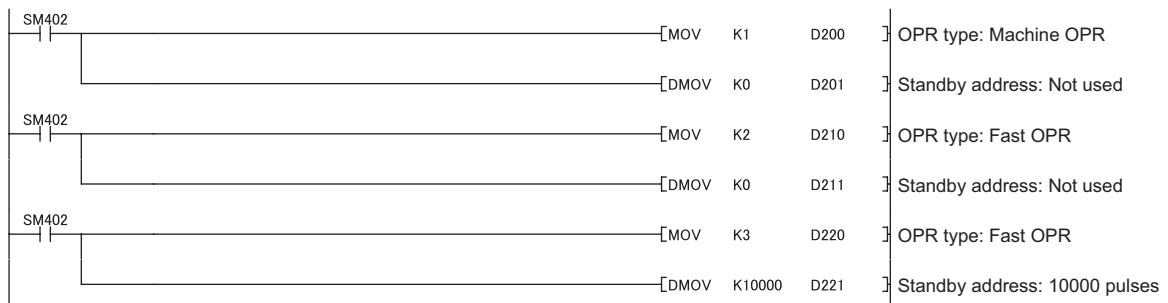 SM402
[MOV K1 D200 ] OPR type: Machine OPR
[DMOV K0 D201 ] Standby address: Not used
SM402
[MOV K2 D210 ] OPR type: Fast OPR
[DMOV K0 D211 ] Standby address: Not used
SM402
[MOV K3 D220 ] OPR type: Fast OPR
[DMOV K10000 D221 ] Standby address: 10000 pulses